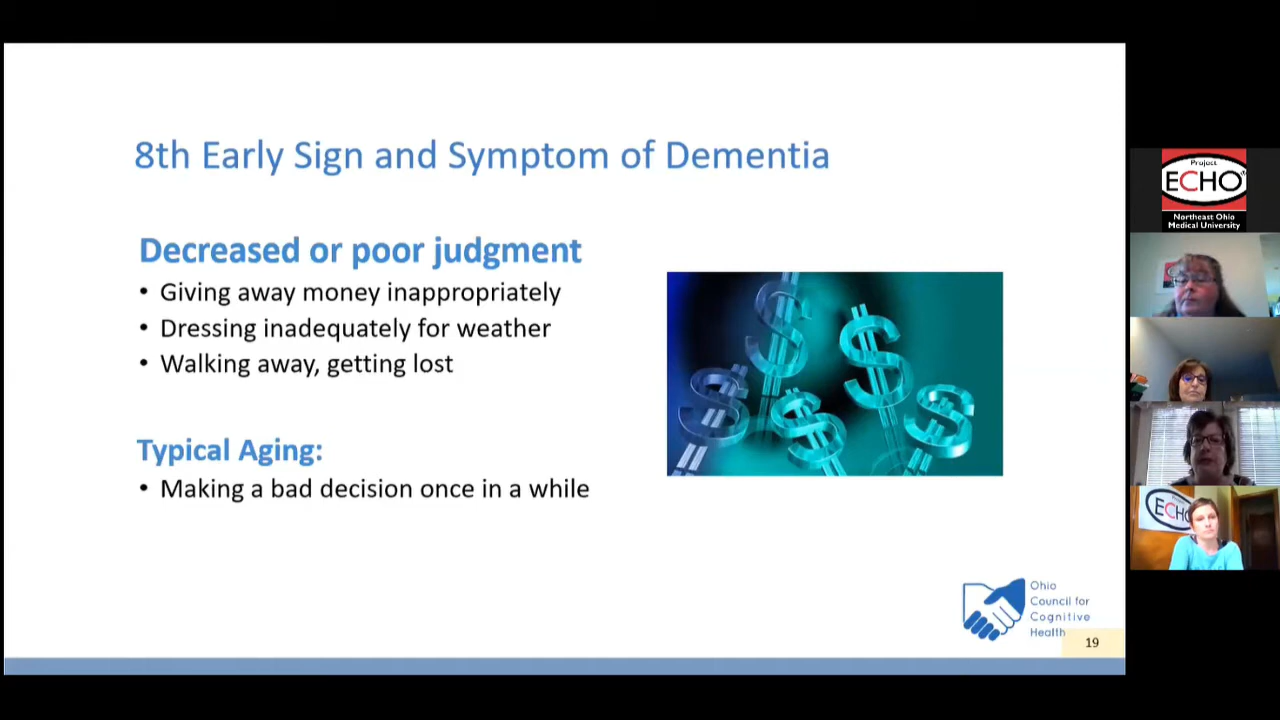 8th Early Sign and Symptom of Dementia
Decreased or poor judgment
• Giving away money inappropriately
• Dressing inadequately for weather
• Walking away, getting lost
Typical Aging:
• Making a bad decision once in a while
Ohio
Council for
Cognitive
Health
19
Project
ECHO®
Northeast Ohio
Medical University
ECHO